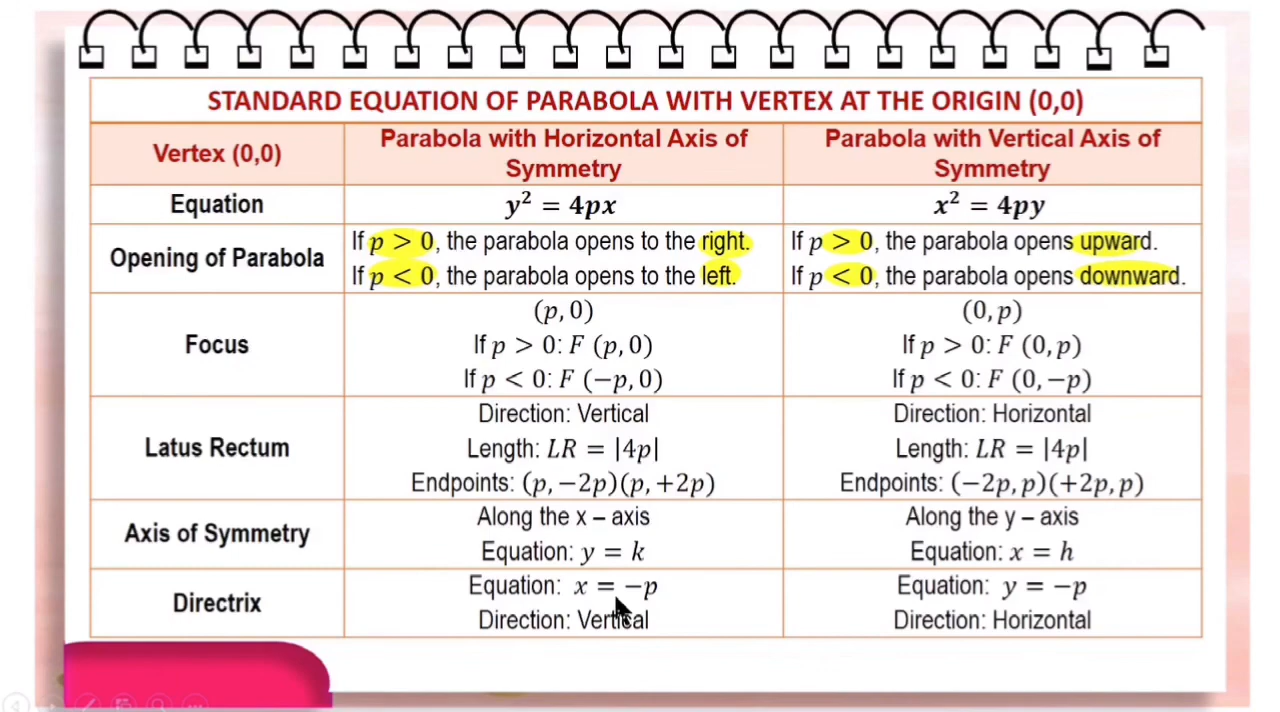 STANDARD EQUATION OF PARABOLA WITH VERTEX AT THE ORIGIN (0,0)
Vertex (0,0)
Parabola with Horizontal Axis of
Symmetry
Parabola with Vertical Axis of
Symmetry
Equation
y² = 4px
x² = 4py
Opening of Parabola
If p > 0, the parabola opens to the right.
If p < 0, the parabola opens to the left.
If p > 0, the parabola opens upward.
If p < 0, the parabola opens downward.
Focus
(p, 0)
If p > 0: F (p, 0)
If p < 0: F (−p, 0)
(0, p)
If p > 0: F (0, p)
If p < 0: F (0, −p)
Latus Rectum
Direction: Vertical
Length: LR = |4p|
Endpoints: (p, −2p)(p, +2p)
Direction: Horizontal
Length: LR = |4p|
Endpoints: (−2p, p)(+2p, p)
Axis of Symmetry
Along the x – axis
Equation: y = k
Along the y – axis
Equation: x = h
Directrix
Equation: x = −p
Direction: Vertical
Equation: y = −p
Direction: Horizontal